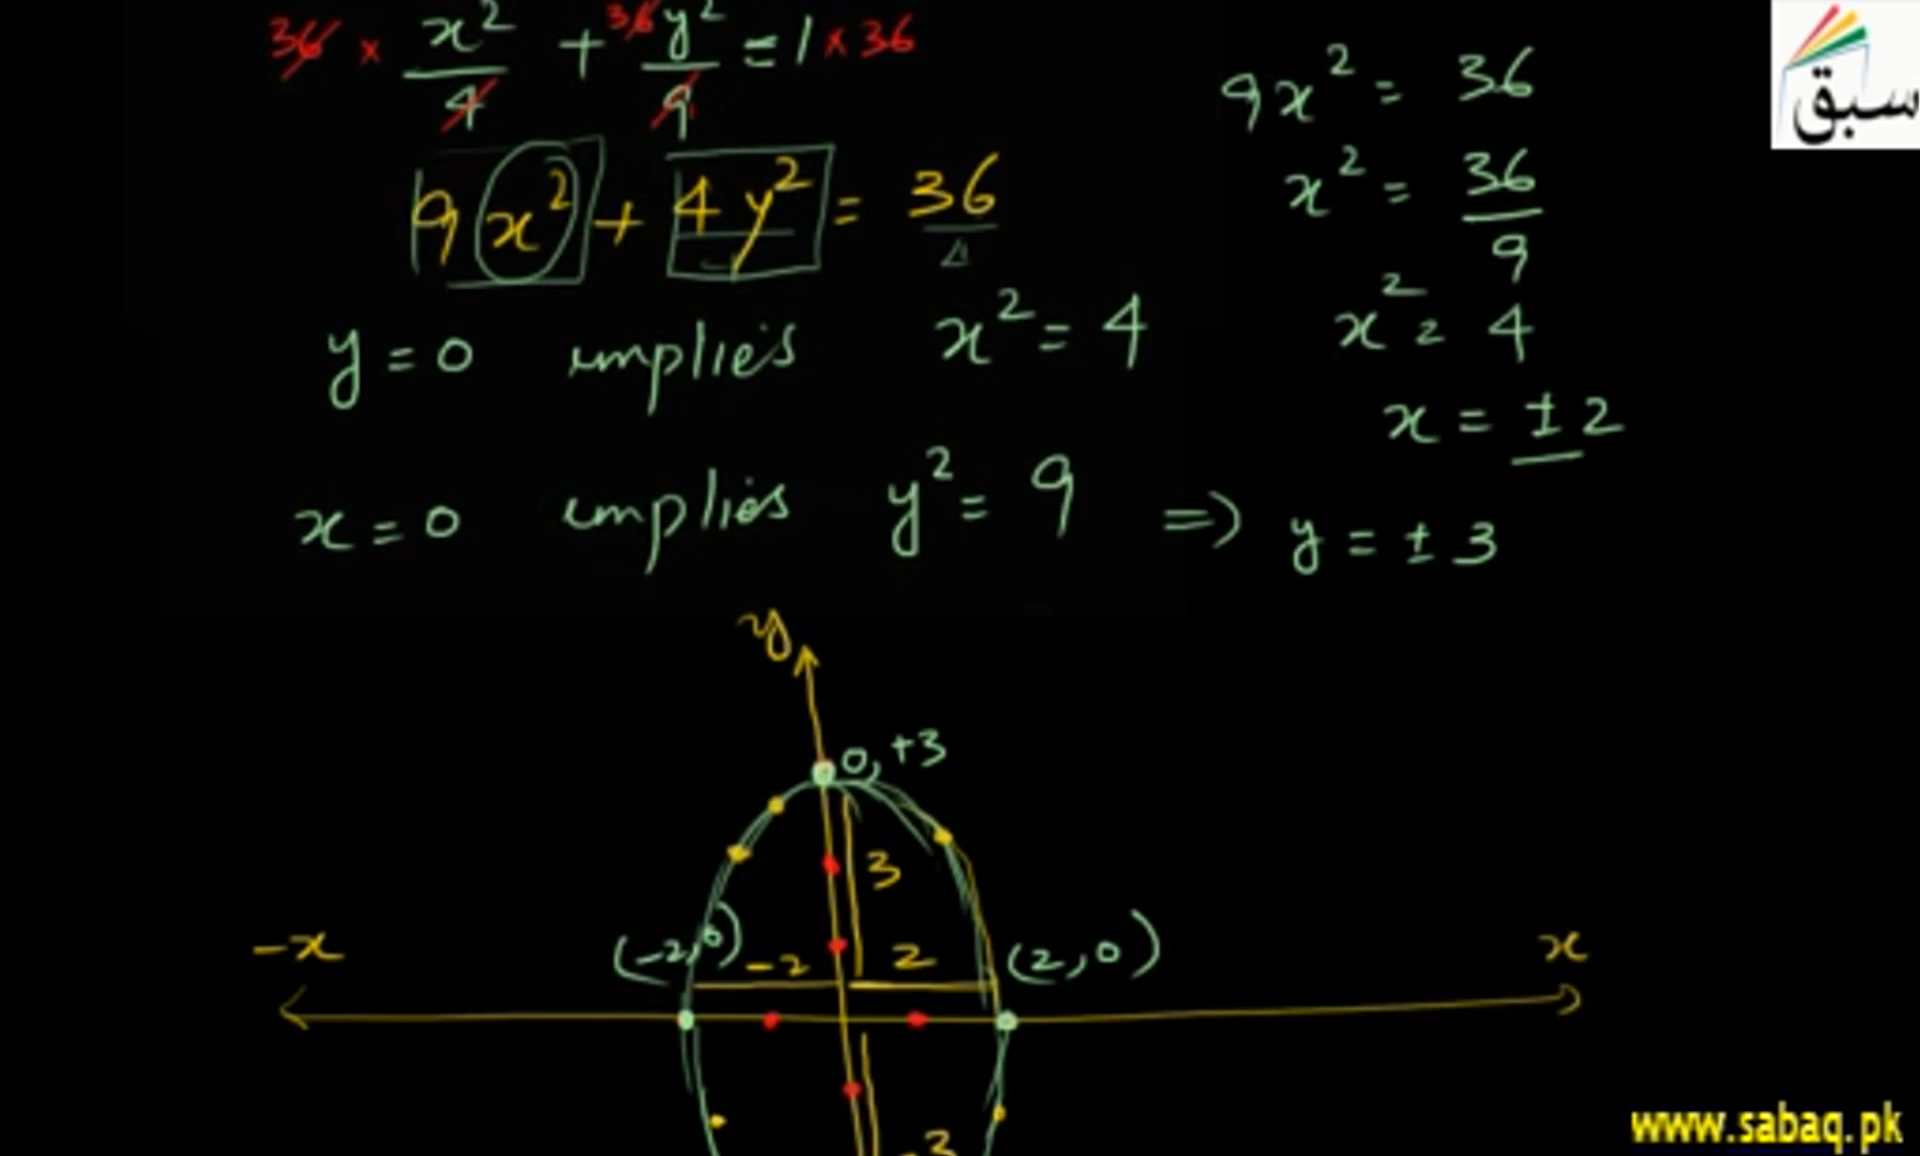 36 × x²/4 + 36 y²/9 = 1 × 36
9x² + 4y² = 36
4
y = 0 implies x² = 4
x = 0 implies y² = 9 ⇒ y = ± 3
9x² = 36
x² = 36/9
x² = 4
x = ± 2
سبق
y
0, +3
3
(-2, 0) -2 2 (2, 0)
-x x
-3
www.sabaq.pk